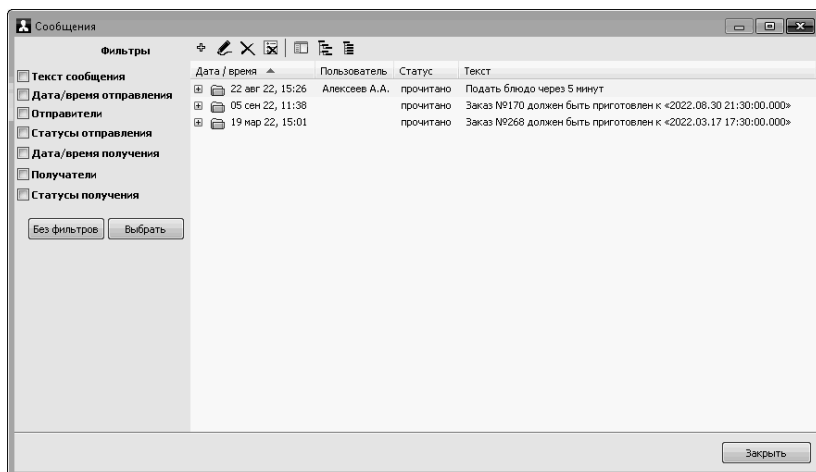 Сообщения
Фильтры
Текст сообщения
Дата/время отправления
Отправители
Статусы отправления
Дата/время получения
Получатели
Статусы получения
Без фильтров Выбрать
Дата / время Пользователь Статус Текст
22 авг 22, 15:26 Алексеев А.А. прочитано Подать блюдо через 5 минут
05 сен 22, 11:38 прочитано Заказ №170 должен быть приготовлен к «2022.08.30 21:30:00.000»
19 мар 22, 15:01 прочитано Заказ №268 должен быть приготовлен к «2022.03.17 17:30:00.000»
Закрыть